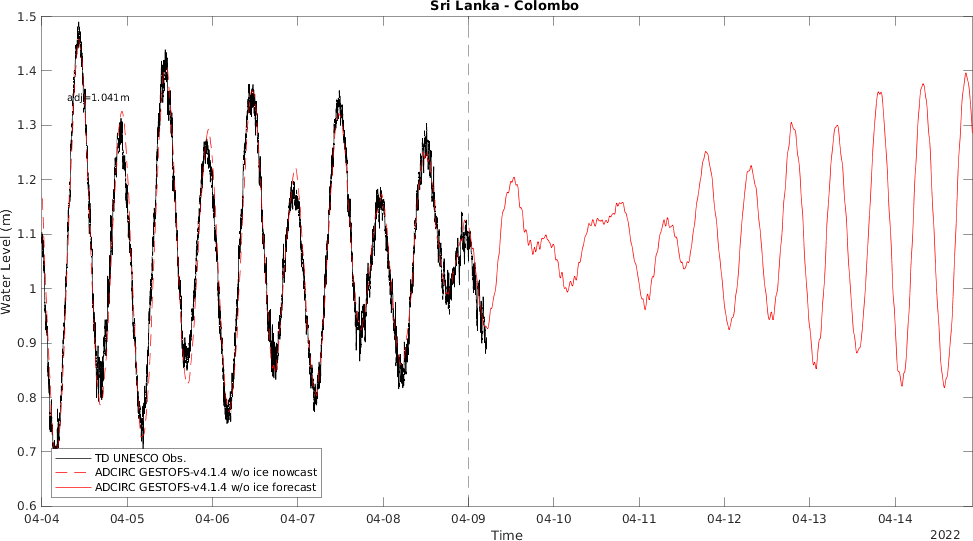 Sri Lanka - Colombo
1.5
1.4
1.3
1.2
1.1
1
0.9
0.8
0.7
0.6
Water Level (m)
adj=1.041m
TD UNESCO Obs.
ADCIRC GESTOFS-v4.1.4 w/o ice nowcast
ADCIRC GESTOFS-v4.1.4 w/o ice forecast
04-04 04-05 04-06 04-07 04-08 04-09 04-10 04-11 04-12 04-13 04-14
Time
2022